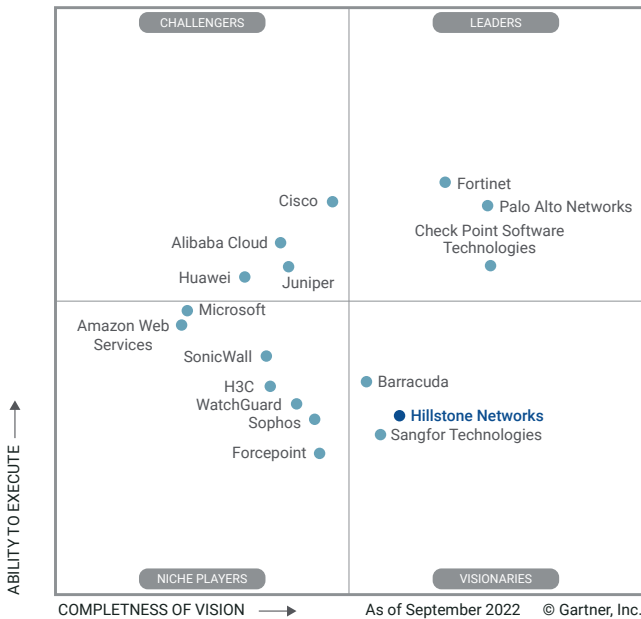 CHALLENGERS
LEADERS
Fortinet
Cisco
Palo Alto Networks
Check Point Software
Technologies
Alibaba Cloud
Huawei
Juniper
Microsoft
Amazon Web
Services
SonicWall
H3C
Barracuda
WatchGuard
Hillstone Networks
Sophos
Sangfor Technologies
Forcepoint
ABILITY TO EXECUTE
NICHE PLAYERS
VISIONARIES
COMPLETNESS OF VISION
As of September 2022
© Gartner, Inc.